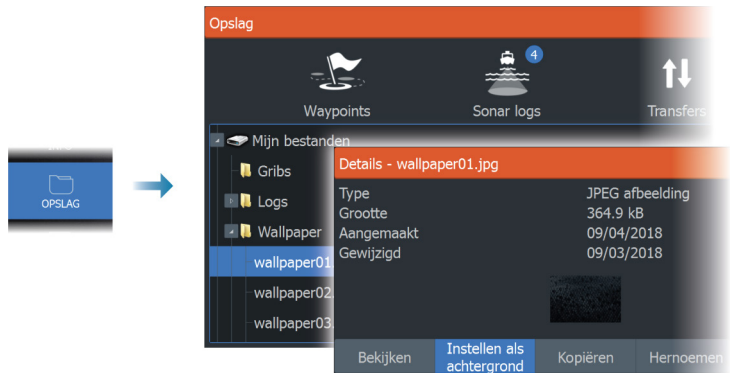 Opslag
4
Waypoints
Sonar logs
Transfers
Mijn bestanden
Gribs
Logs
Wallpaper
wallpaper01.
wallpaper02.
wallpaper03.
OPSLAG
Details - wallpaper01.jpg
Type JPEG afbeelding
Grootte 364.9 kB
Aangemaakt 09/04/2018
Gewijzigd 09/03/2018
Bekijken
Instellen als
achtergrond
Kopiëren
Hernoemen